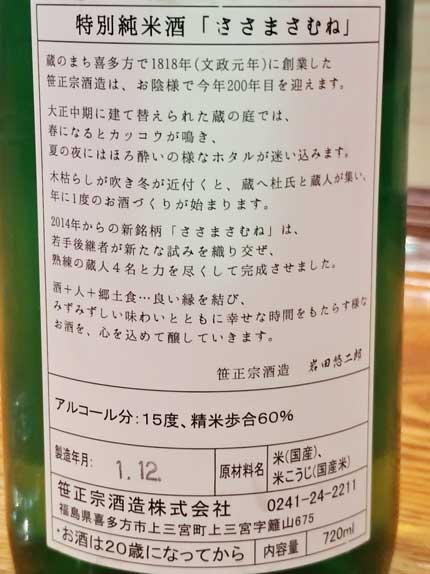 特別純米酒「ささまさむね」
蔵のまち喜多方で1818年(文政元年)に創業した
笹正宗酒造は、お陰様で今年200年目を迎えます。
大正中期に建て替えられた蔵の庭では、
春になるとカッコウが鳴き、
夏の夜にはほろ酔いの様なホタルが迷い込みます。
木枯らしが吹き冬が近付くと、蔵へ杜氏と蔵人が集い、
年に1度のお酒づくりが始まります。
2014年からの新銘柄「ささまさむね」は、
若手後継者が新たな試みを織り交ぜ、
熟練の蔵人4名と力を尽くして完成させました。
酒+人+郷土食…良い縁を結び、
みずみずしい味わいとともに幸せな時間をもたらす様な
お酒を、心を込めて醸していきます。
笹正宗酒造 岩田悠二郎
アルコール分:15度、精米歩合60%
製造年月: 1.12.
原材料名 米(国産)、
米こうじ(国産米)
笹正宗酒造株式会社 0241-24-2211
福島県喜多方市上三宮町上三宮字籬山675
お酒は20歳になってから 内容量 720ml